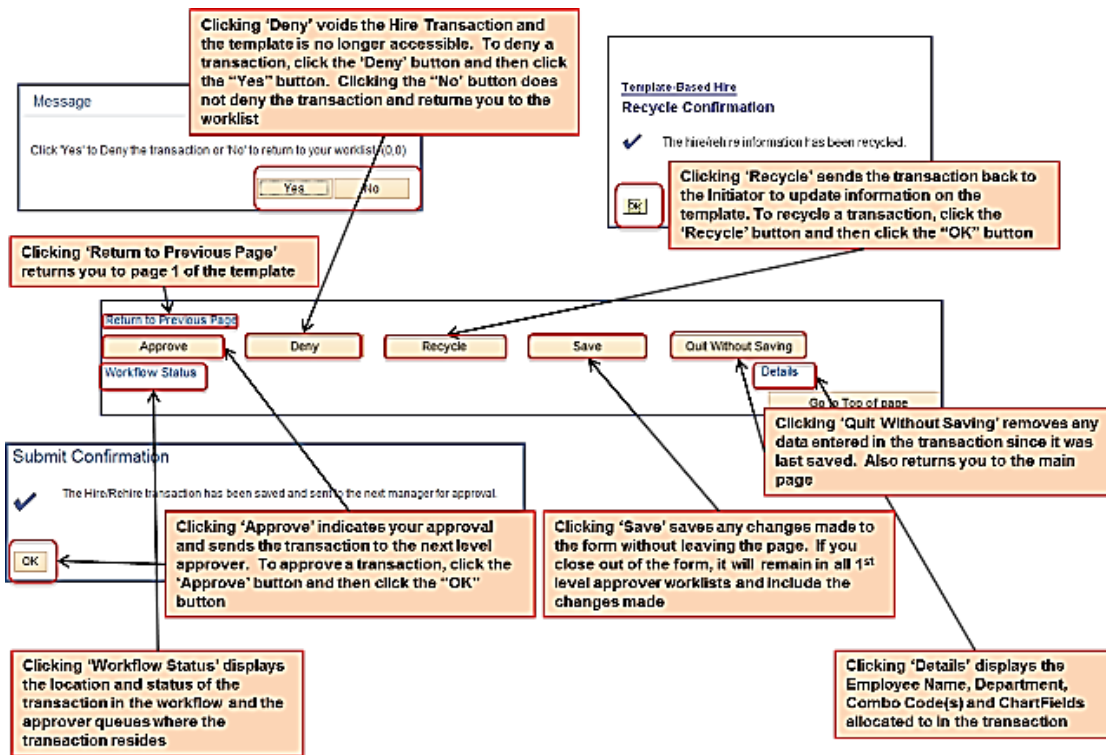 Clicking 'Deny' voids the Hire Transaction and
the template is no longer accessible. To deny a
transaction, click the 'Deny' button and then click
the "Yes" button. Clicking the "No' button does
not deny the transaction and returns you to the
worklist
Message
Click 'Yes' to Deny the transaction or 'No' to return to your worklist. (0,0)
Yes
No
Template-Based Hire
Recycle Confirmation
The hire/rehire information has been recycled.
OK
Clicking 'Recycle' sends the transaction back to
the Initiator to update information on the
template. To recycle a transaction, click the
'Recycle' button and then click the "OK" button
Clicking 'Return to Previous Page'
returns you to page 1 of the template
Return to Previous Page
Approve
Deny
Recycle
Save
Quit Without Saving
Workflow Status
Details
Go to Top of page
Clicking 'Quit Without Saving' removes any
data entered in the transaction since it was
last saved. Also returns you to the main
page
Submit Confirmation
The Hire/Rehire transaction has been saved and sent to the next manager for approval.
OK
Clicking 'Approve' indicates your approval
and sends the transaction to the next level
approver. To approve a transaction, click the
'Approve' button and then click the "OK"
button
Clicking 'Save' saves any changes made to
the form without leaving the page. If you
close out of the form, it will remain in all 1st
level approver worklists and include the
changes made
Clicking 'Workflow Status' displays
the location and status of the
transaction in the workflow and the
approver queues where the
transaction resides
Clicking 'Details' displays the
Employee Name, Department,
Combo Code(s) and ChartFields
allocated to in the transaction